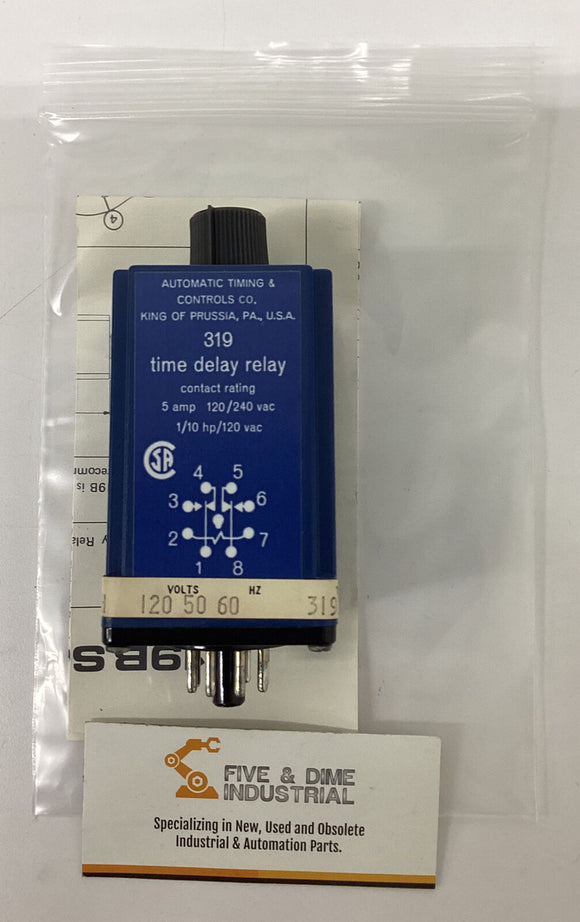 4
AUTOMATIC TIMING &
CONTROLS CO.
KING OF PRUSSIA, PA., U.S.A.
319
time delay relay
contact rating
5 amp 120/240 vac
1/10 hp/120 vac
SA
4 5
3 6
2 7
1 8
VOLTS HZ
120 50 60 319
FIVE & DIME
INDUSTRIAL
Specializing in New, Used and Obsolete
Industrial & Automation Parts.